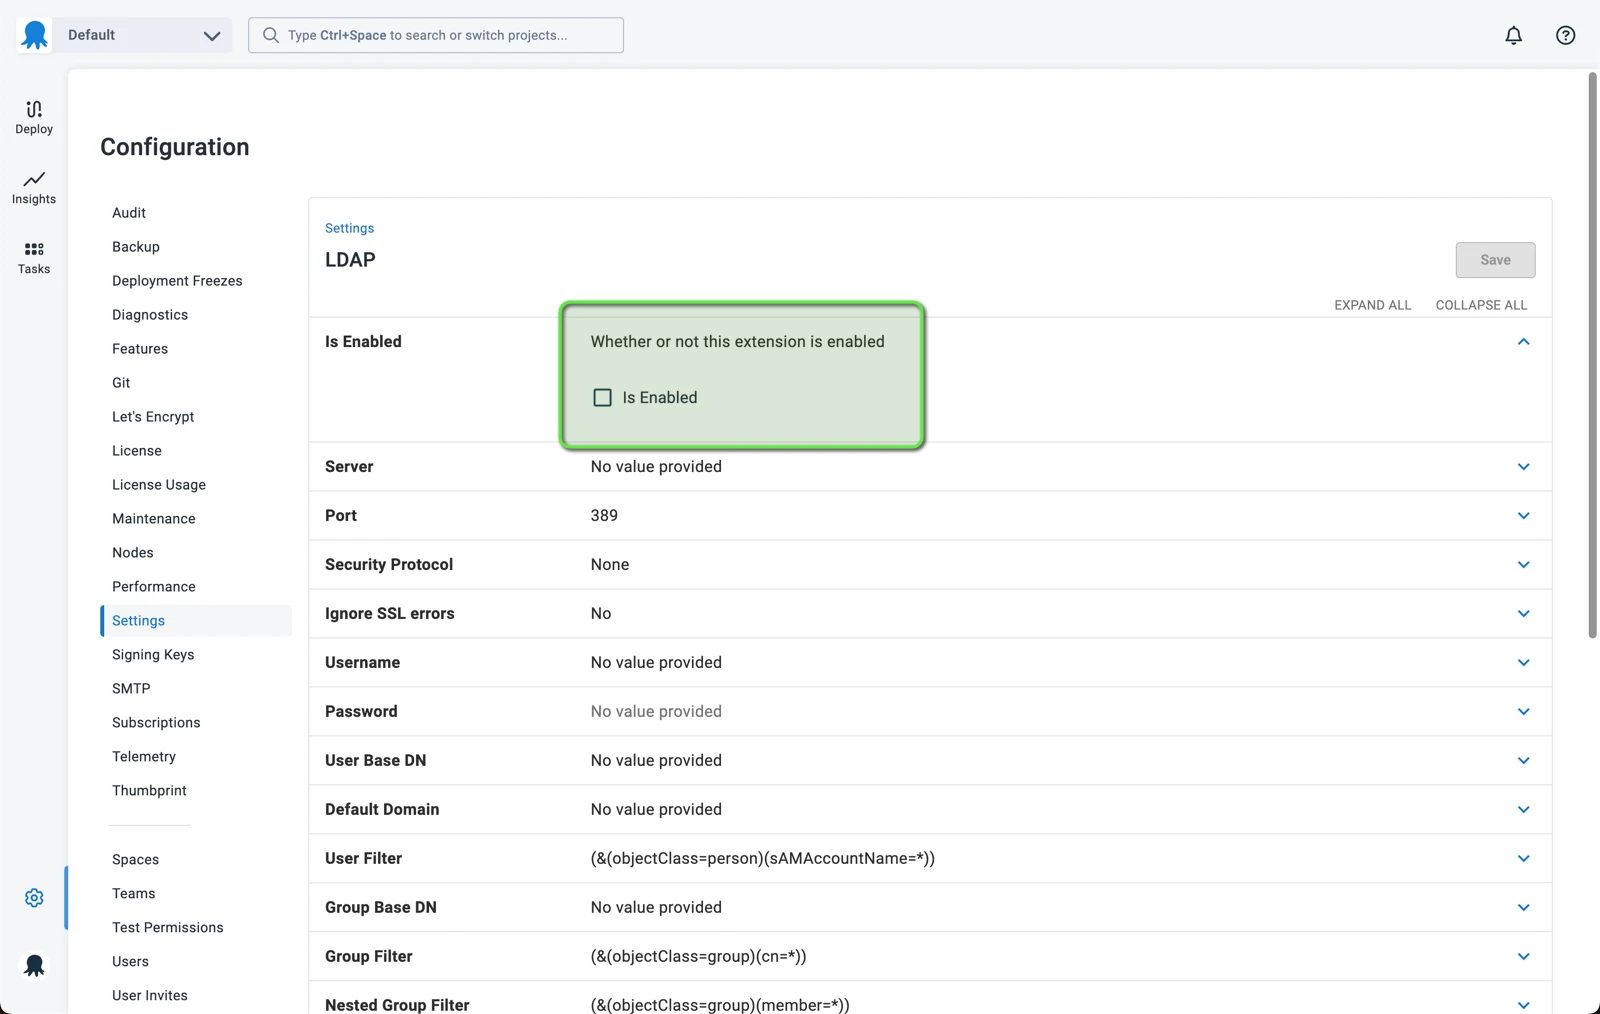 Default
Type Ctrl+Space to search or switch projects...
Deploy
Insights
Tasks
Configuration
Audit
Backup
Deployment Freezes
Diagnostics
Features
Git
Let's Encrypt
License
License Usage
Maintenance
Nodes
Performance
Settings
Signing Keys
SMTP
Subscriptions
Telemetry
Thumbprint
Spaces
Teams
Test Permissions
Users
User Invites
Settings
LDAP
Save
EXPAND ALL COLLAPSE ALL
Is Enabled Whether or not this extension is enabled
Is Enabled
Server No value provided
Port 389
Security Protocol None
Ignore SSL errors No
Username No value provided
Password No value provided
User Base DN No value provided
Default Domain No value provided
User Filter (&(objectClass=person)(sAMAccountName=*))
Group Base DN No value provided
Group Filter (&(objectClass=group)(cn=*))
Nested Group Filter (&(objectClass=group)(member=*))